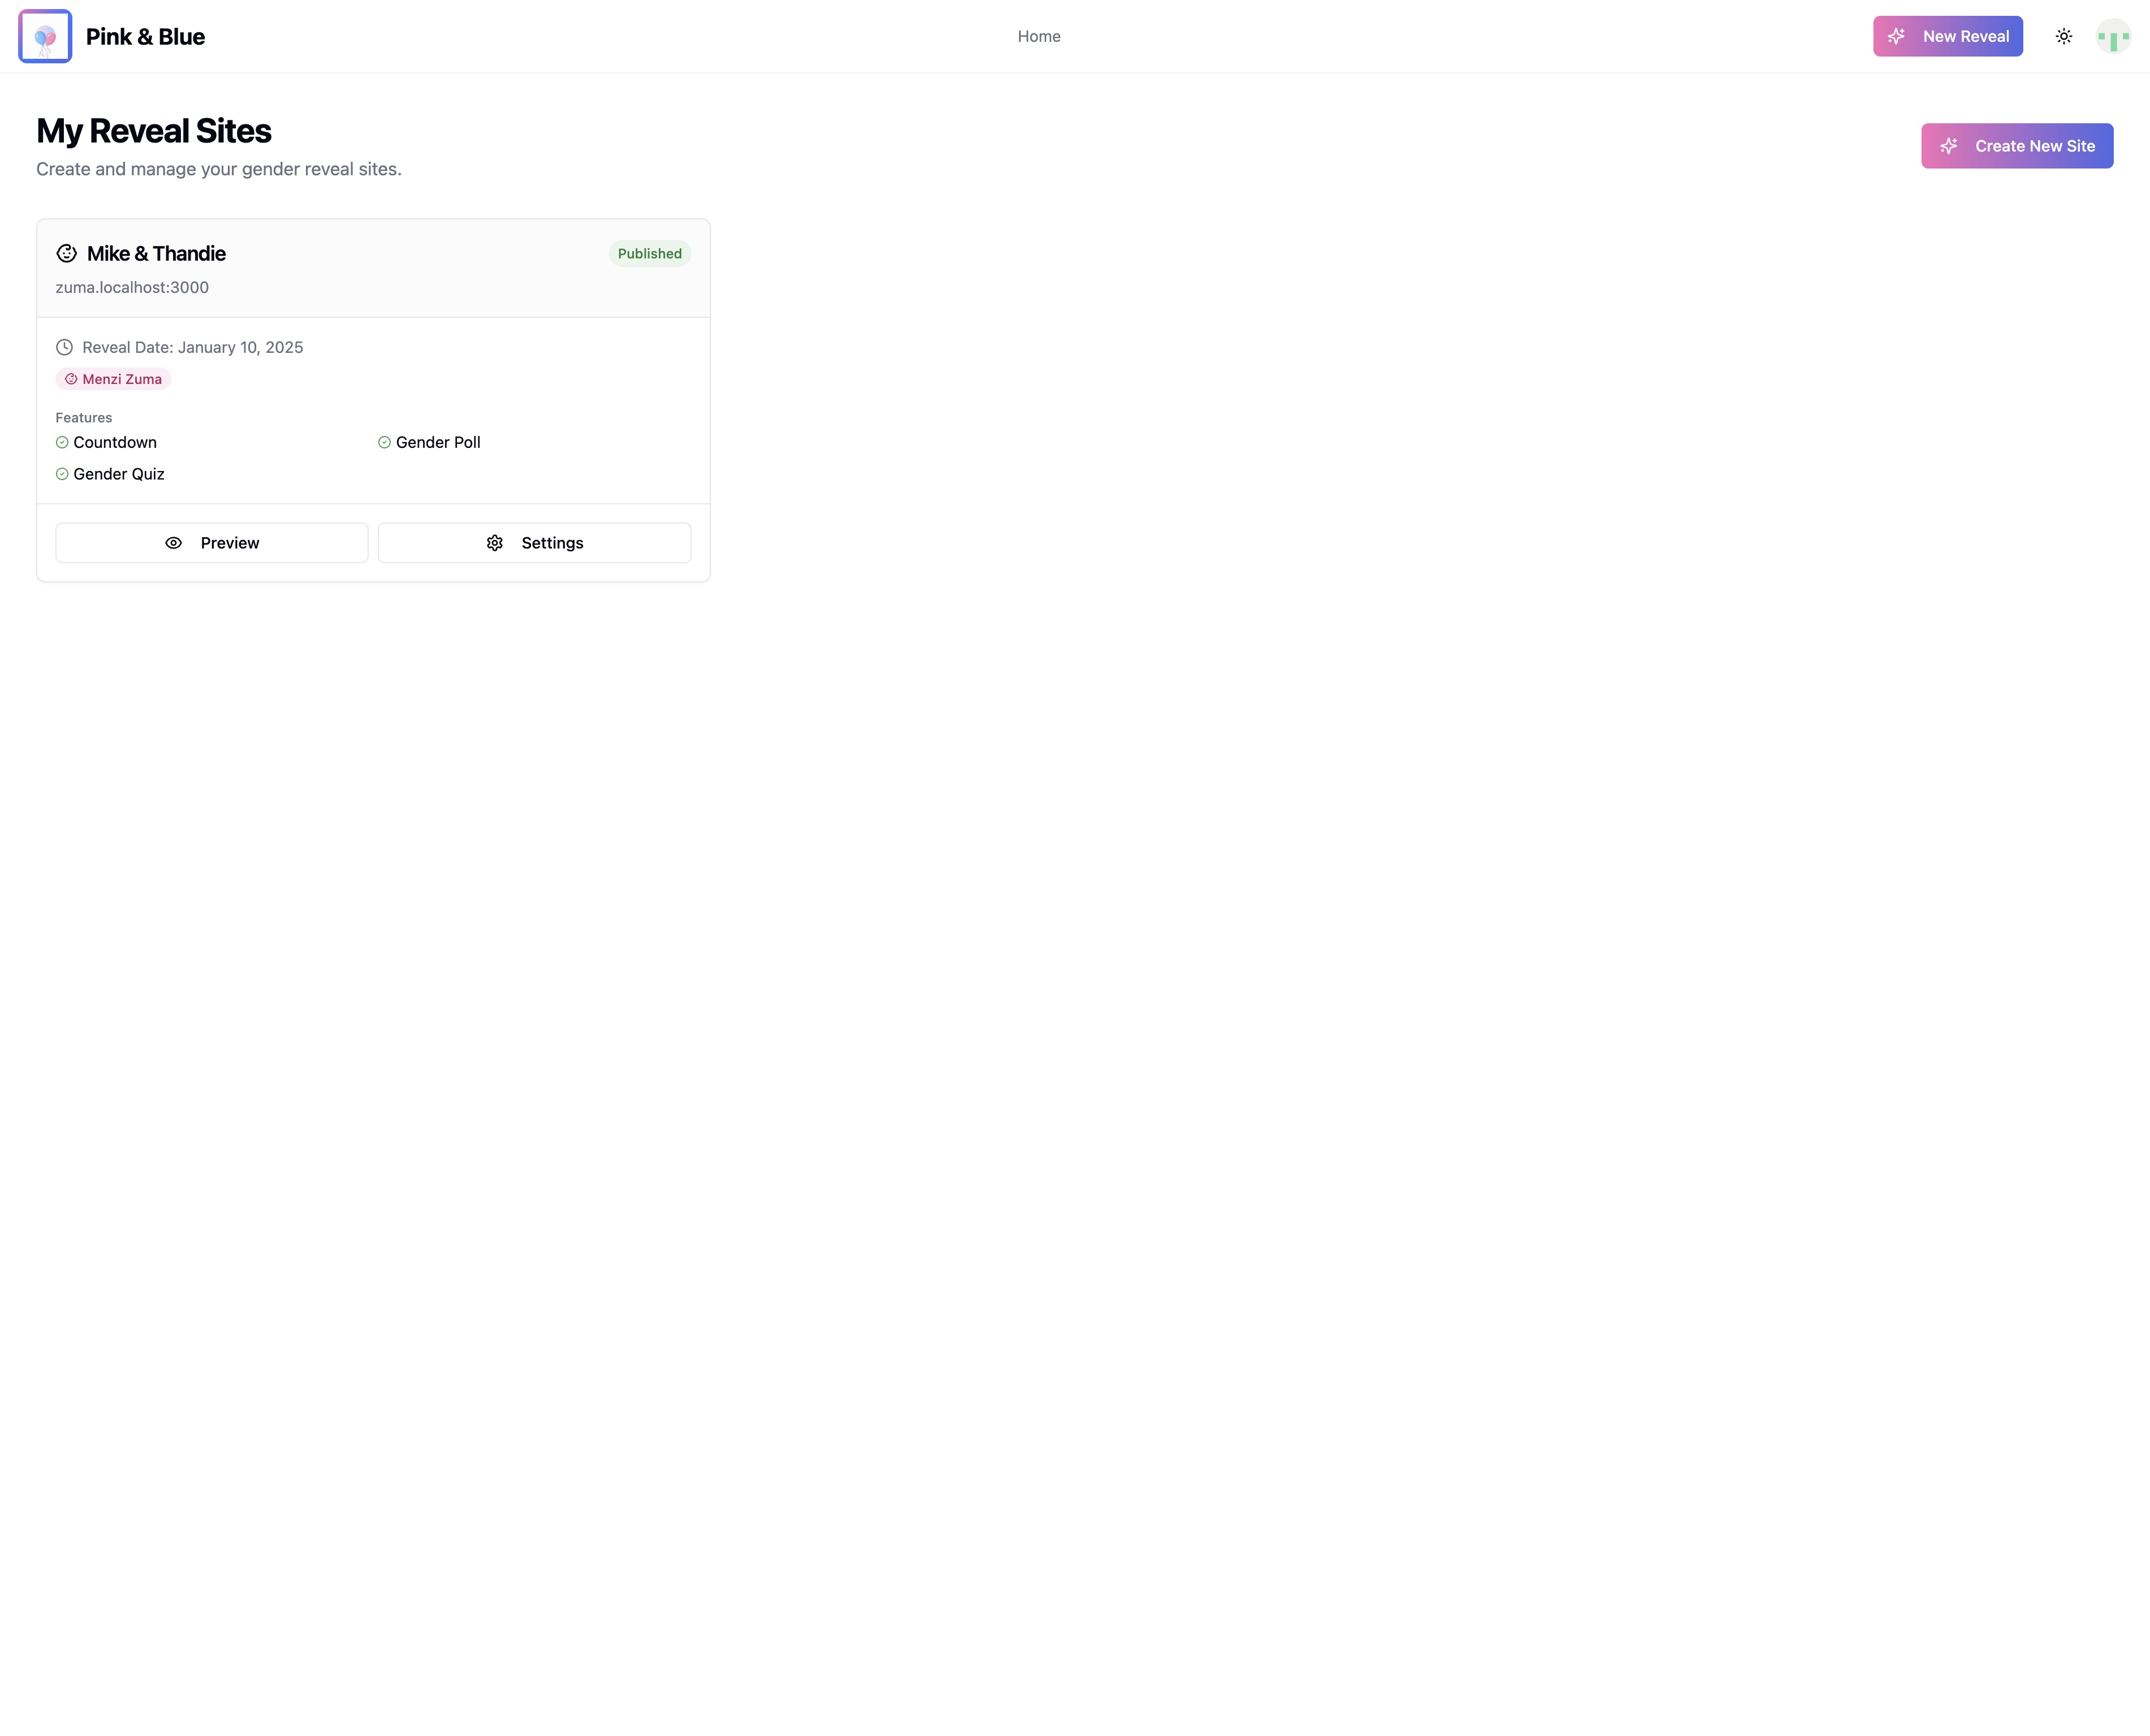 Pink & Blue
Home
New Reveal
My Reveal Sites
Create and manage your gender reveal sites.
Create New Site
Mike & Thandie
Published
zuma.localhost:3000
Reveal Date: January 10, 2025
Menzi Zuma
Features
Countdown
Gender Poll
Gender Quiz
Preview
Settings